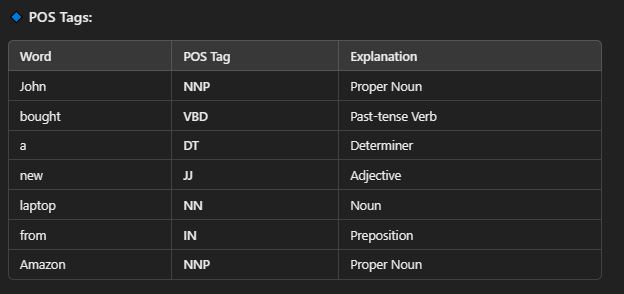 POS Tags:
Word POS Tag Explanation
John NNP Proper Noun
bought VBD Past-tense Verb
a DT Determiner
new JJ Adjective
laptop NN Noun
from IN Preposition
Amazon NNP Proper Noun